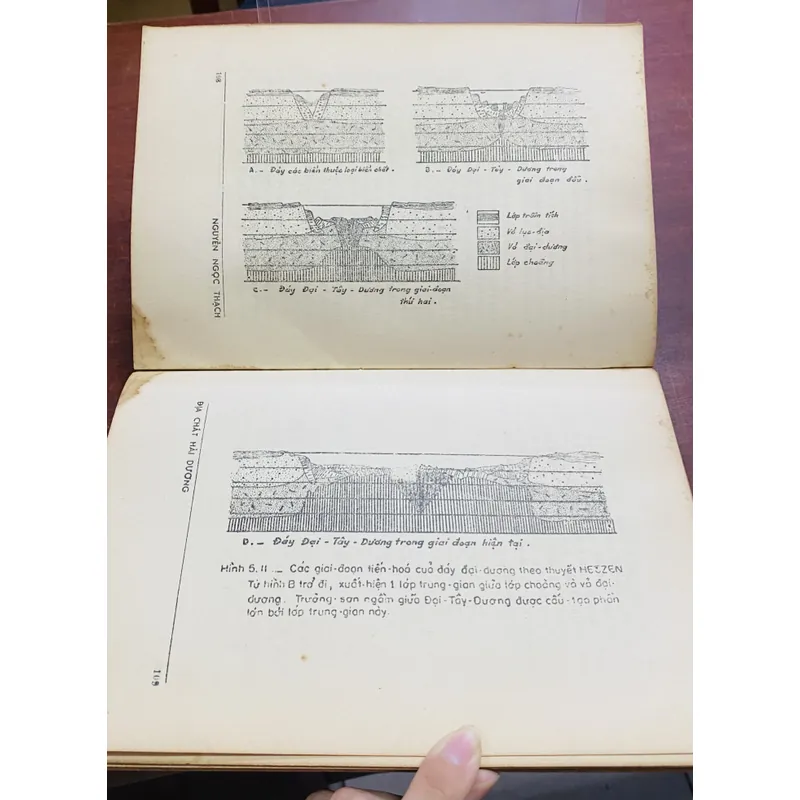 108
NGUYỄN NGỌC THẠCH
A.- Đáy các biển thuộc loại biển chất.
D.- Đáy Đại - Tây - Dương trong
giai đoạn đầu.
C.- Đáy Đại - Tây - Dương trong giai-đoạn
thứ hai.
Lớp trầm tích
Vỏ lục-địa
Vỏ đại-dương
Lớp choàng
ĐỊA CHẤT HẢI DƯƠNG
D.- Đáy Đại - Tây - Dương trong giai đoạn hiện tại.
Hình 5.11 _ Các giai-đoạn tiến-hoá cuả đáy đại-dương theo thuyết HEEZEN
Từ hình B trở đi, xuất-hiện 1 lớp trung-gian giữa lớp choàng và vỏ đại-
dương. Trường-sơn ngầm giữa Đại-Tây-Dương được cấu-tạo phần
lớn bởi lớp trung-gian này.
109